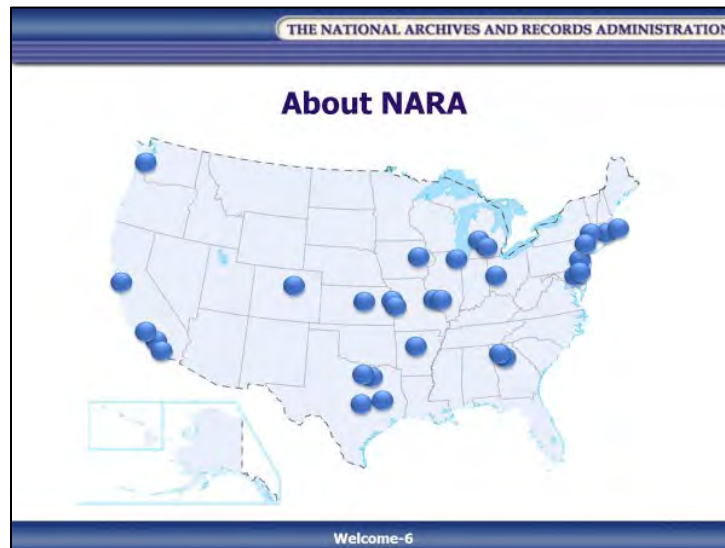 THE NATIONAL ARCHIVES AND RECORDS ADMINISTRATION
About NARA
Welcome-6